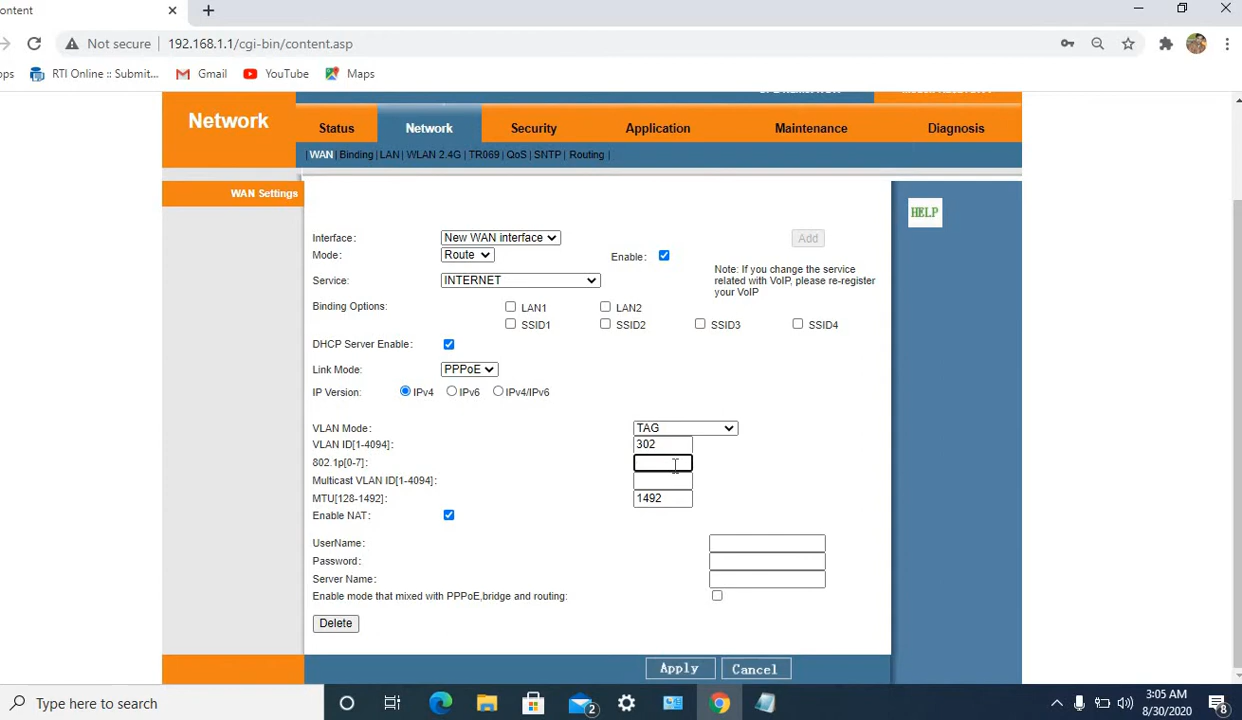 ontent
Not secure 192.168.1.1/cgi-bin/content.asp
ps RTI Online :: Submit... Gmail YouTube Maps
Network Status Network Security Application Maintenance Diagnosis
| WAN | Binding | LAN | WLAN 2.4G | TR069 | QoS | SNTP | Routing |
WAN Settings
HELP
Interface: New WAN interface Add
Mode: Route Enable:
Note: If you change the service
related with VoIP, please re-register
your VoIP
Service: INTERNET
Binding Options: LAN1 LAN2
SSID1 SSID2 SSID3 SSID4
DHCP Server Enable:
Link Mode: PPPoE
IP Version: IPv4 IPv6 IPv4/IPv6
VLAN Mode: TAG
VLAN ID[1-4094]: 302
802.1p[0-7]:
Multicast VLAN ID[1-4094]:
MTU[128-1492]: 1492
Enable NAT:
UserName:
Password:
Server Name:
Enable mode that mixed with PPPoE,bridge and routing:
Delete
Apply Cancel
Type here to search 2 3:05 AM
8/30/2020 8